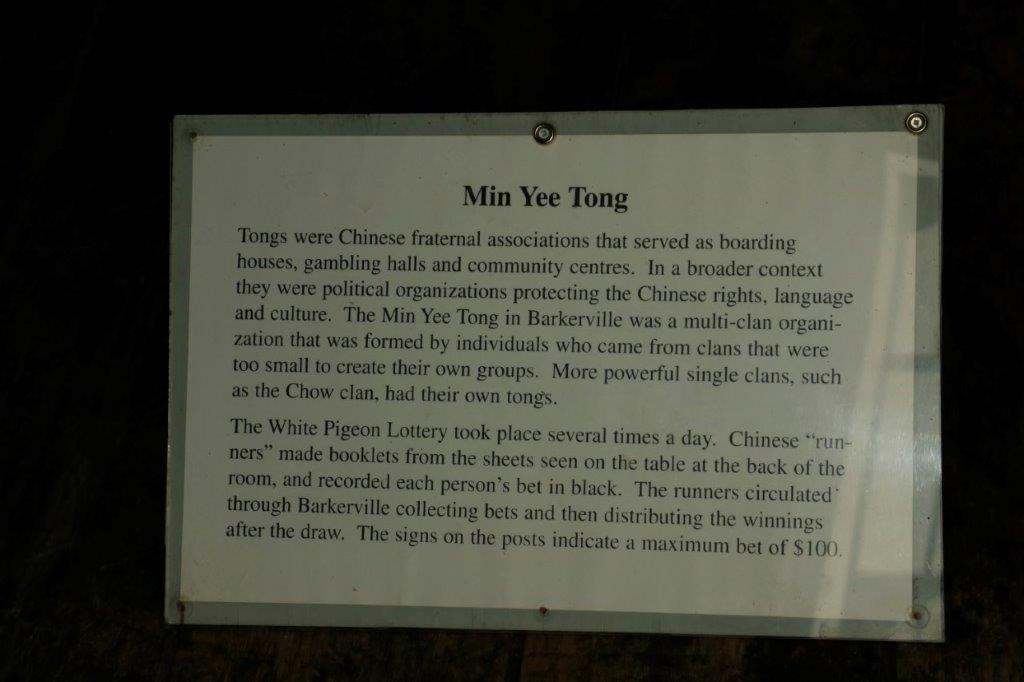 Min Yee Tong
Tongs were Chinese fraternal associations that served as boarding
houses, gambling halls and community centres. In a broader context
they were political organizations protecting the Chinese rights, language
and culture. The Min Yee Tong in Barkerville was a multi-clan organi-
zation that was formed by individuals who came from clans that were
too small to create their own groups. More powerful single clans, such
as the Chow clan, had their own tongs.
The White Pigeon Lottery took place several times a day. Chinese “run-
ners” made booklets from the sheets seen on the table at the back of the
room, and recorded each person’s bet in black. The runners circulated
through Barkerville collecting bets and then distributing the winnings
after the draw. The signs on the posts indicate a maximum bet of $100.